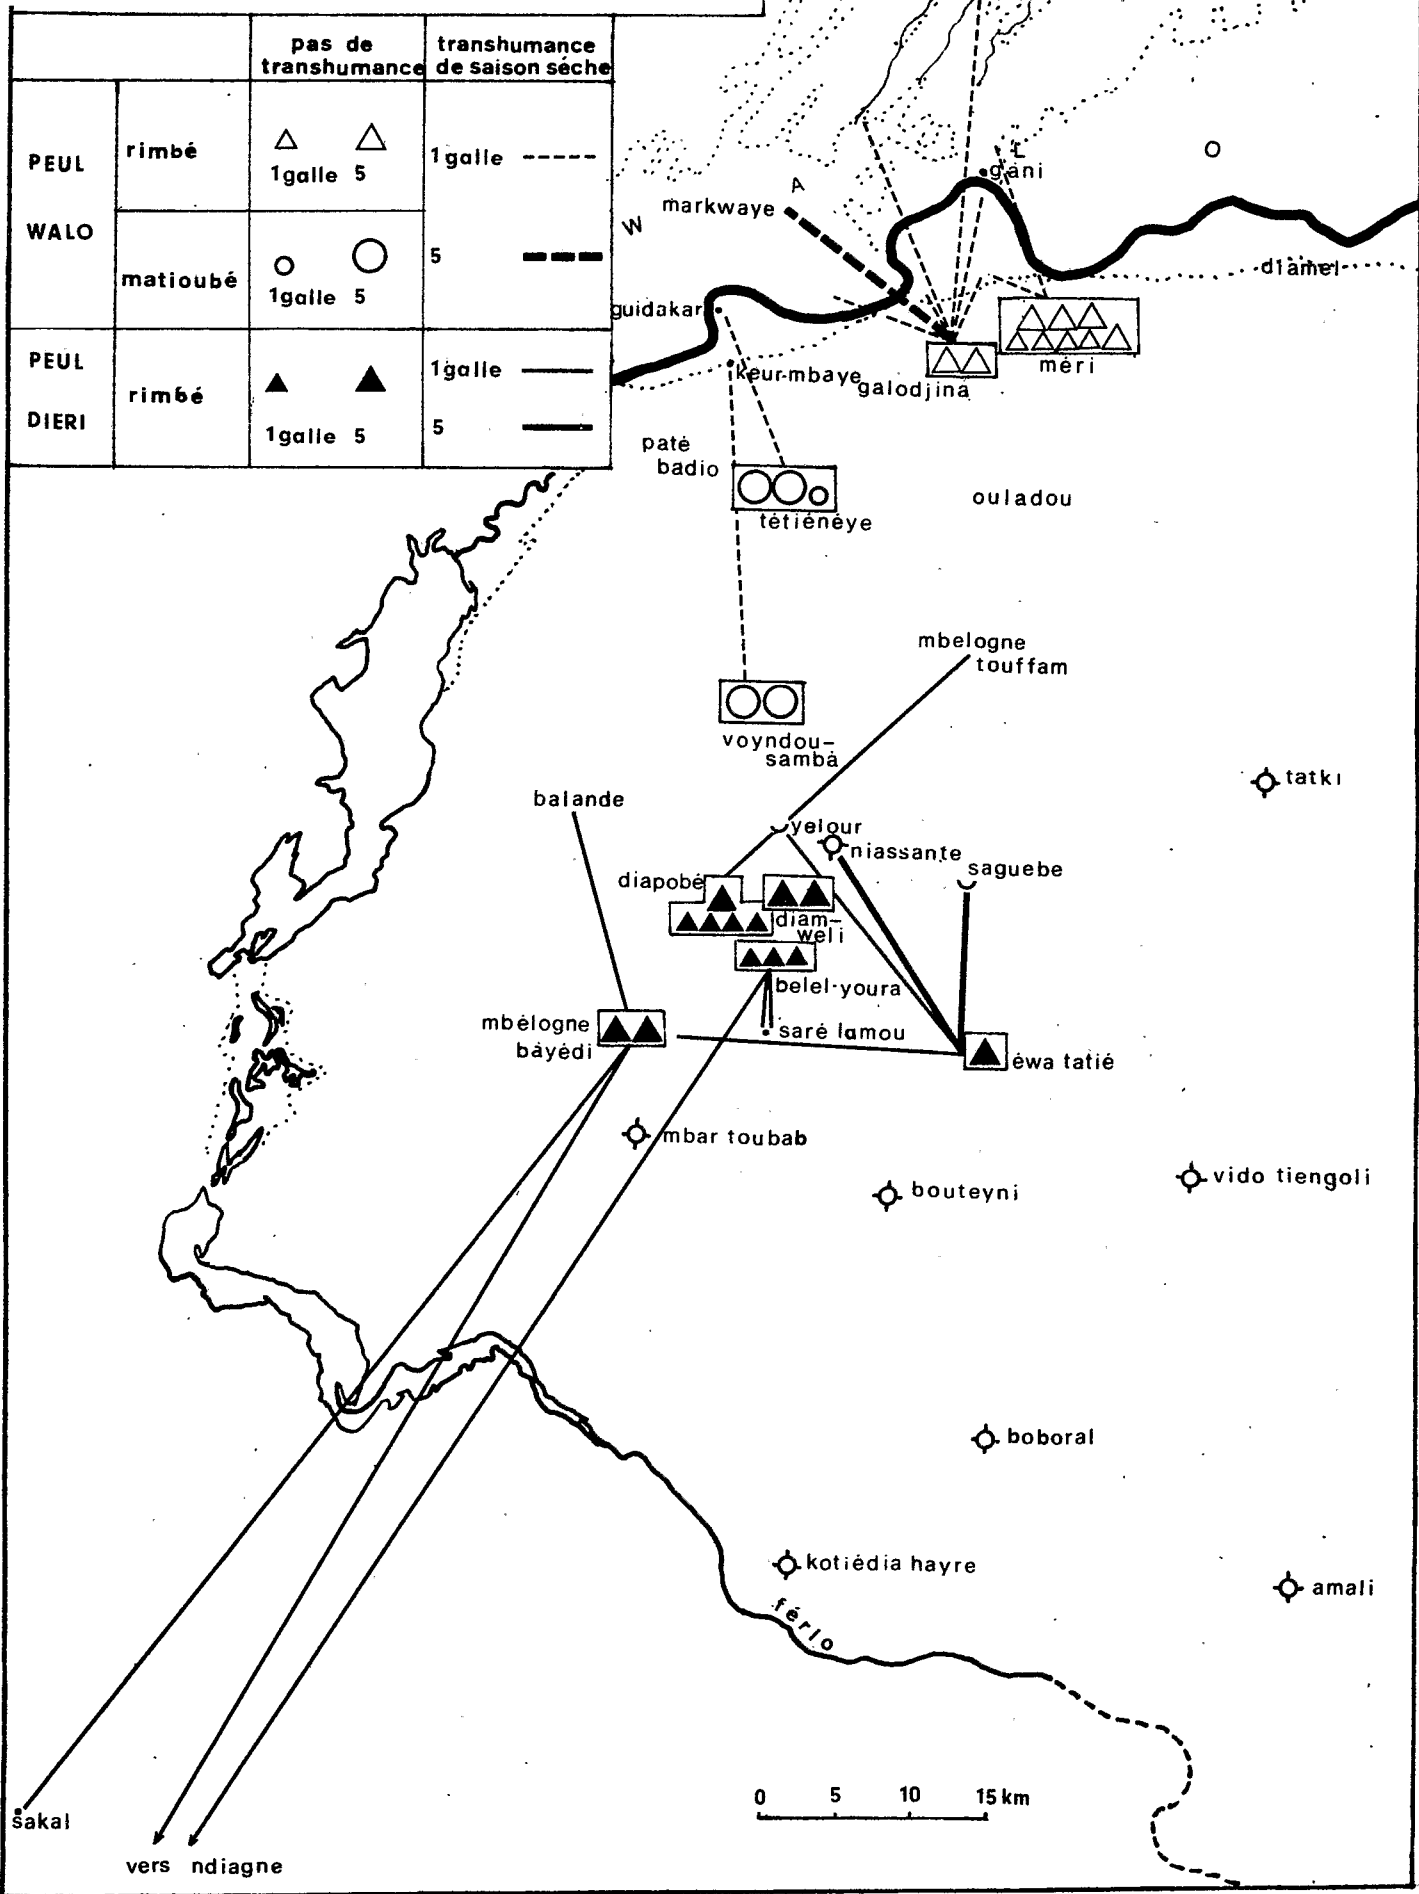 pas de transhumance
transhumance de saison séche
PEUL WALO
rimbé
1galle 5
1galle
5
matioubé
1galle 5
PEUL DIERI
rimbé
1galle 5
1galle
5
W A L O
gani
markwaye
diamel
guidakar
keur-mbaye
galodjina
méri
paté
badio
tétiénéye
ouladou
mbelogne
touffam
voyndou-
samba
tatki
balande
yelour
niassante
saguebe
diapobé
diam-
weli
belel-youra
mbélogne
bayédi
saré lamou
éwa tatié
mbar toubab
bouteyni
vido tiengoli
boboral
kotiédia hayre
amali
férlo
0 5 10 15 km
sakal
vers ndiagne